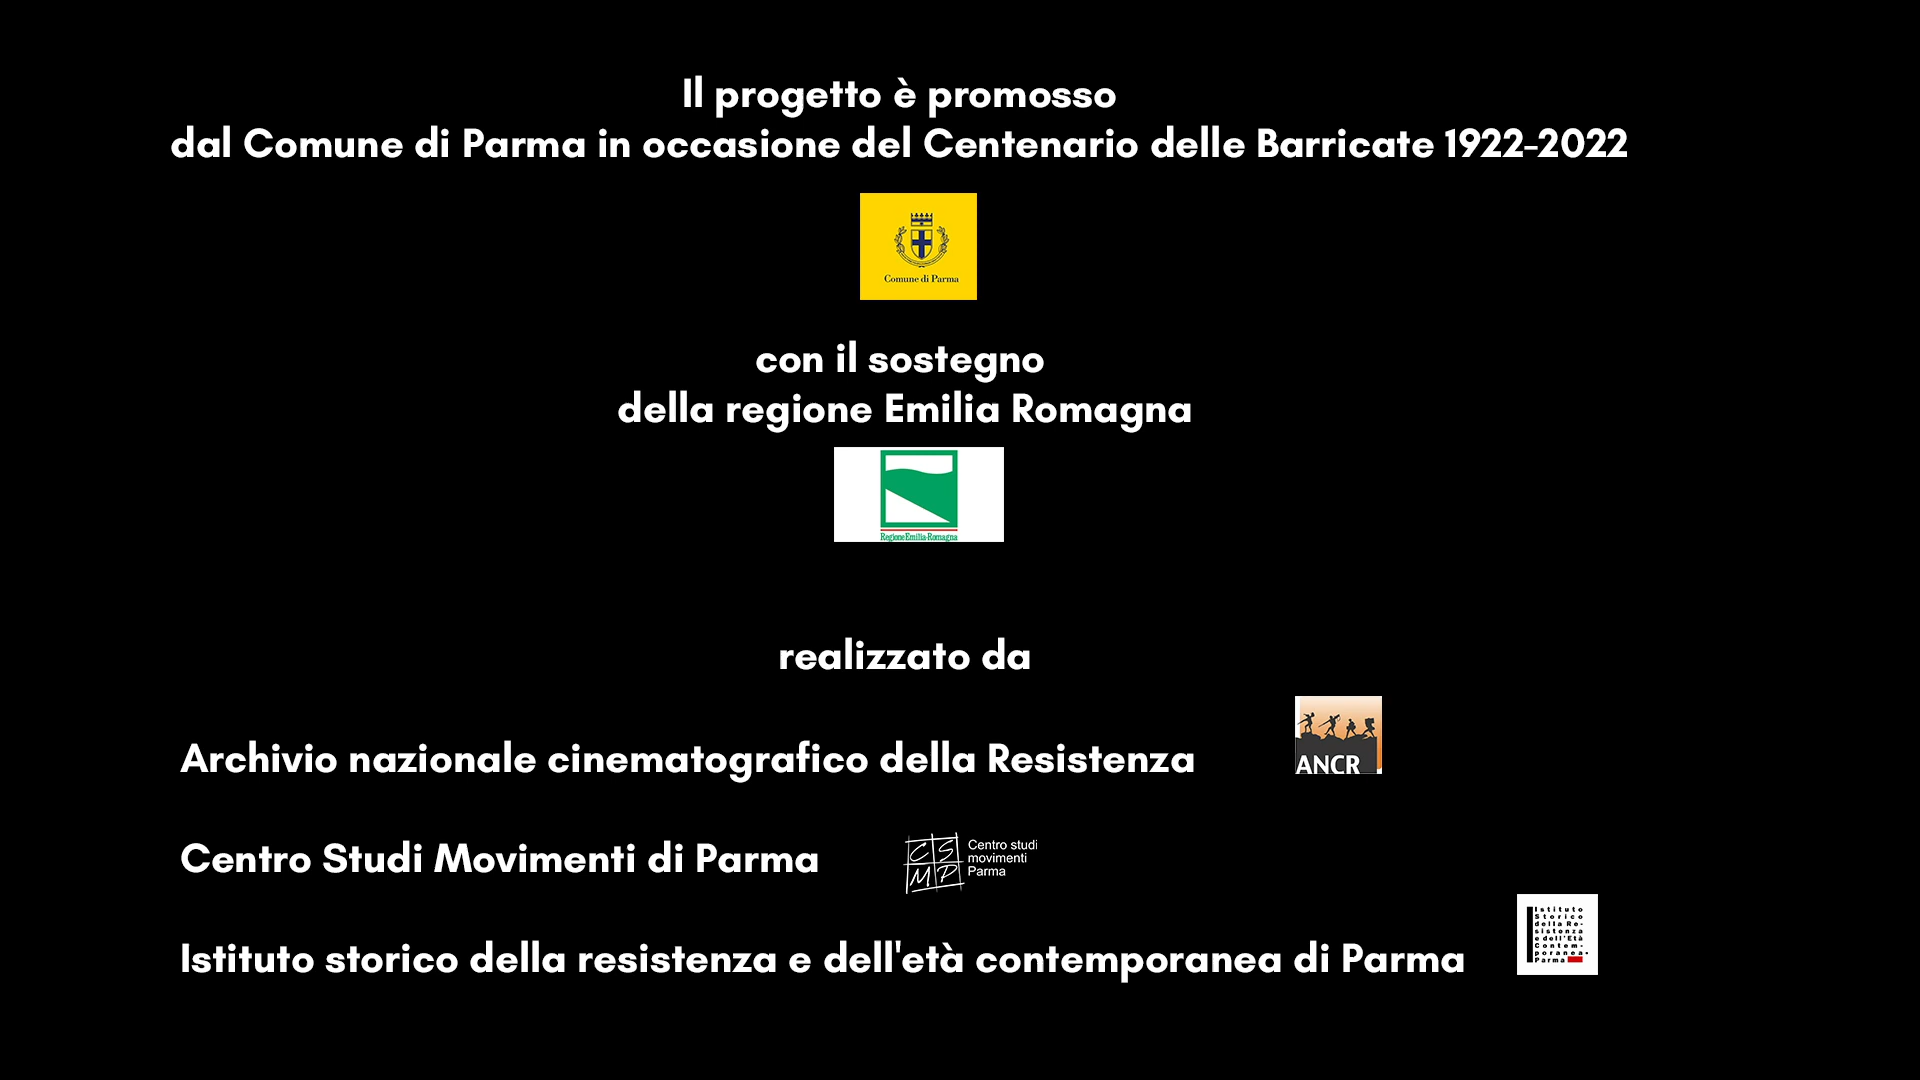 Il progetto è promosso
dal Comune di Parma in occasione del Centenario delle Barricate 1922-2022
Comune di Parma
con il sostegno
della regione Emilia Romagna
RegioneEmilia-Romagna
realizzato da
Archivio nazionale cinematografico della Resistenza
ANCR
Centro Studi Movimenti di Parma
CS
MP
Centro studi
movimenti
Parma
Istituto storico della resistenza e dell'età contemporanea di Parma
Istituto
Storico
della Re-
sistenza
e dell'Età
Contem-
poranea•
Parma